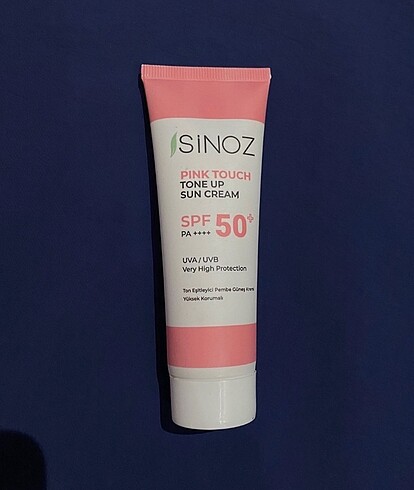 SiNOZ
PINK TOUCH
TONE UP
SUN CREAM
SPF 50+
PA ++++
UVA / UVB
Very High Protection
Ton Eşitleyici Pembe Güneş Kremi
Yüksek Korumalı